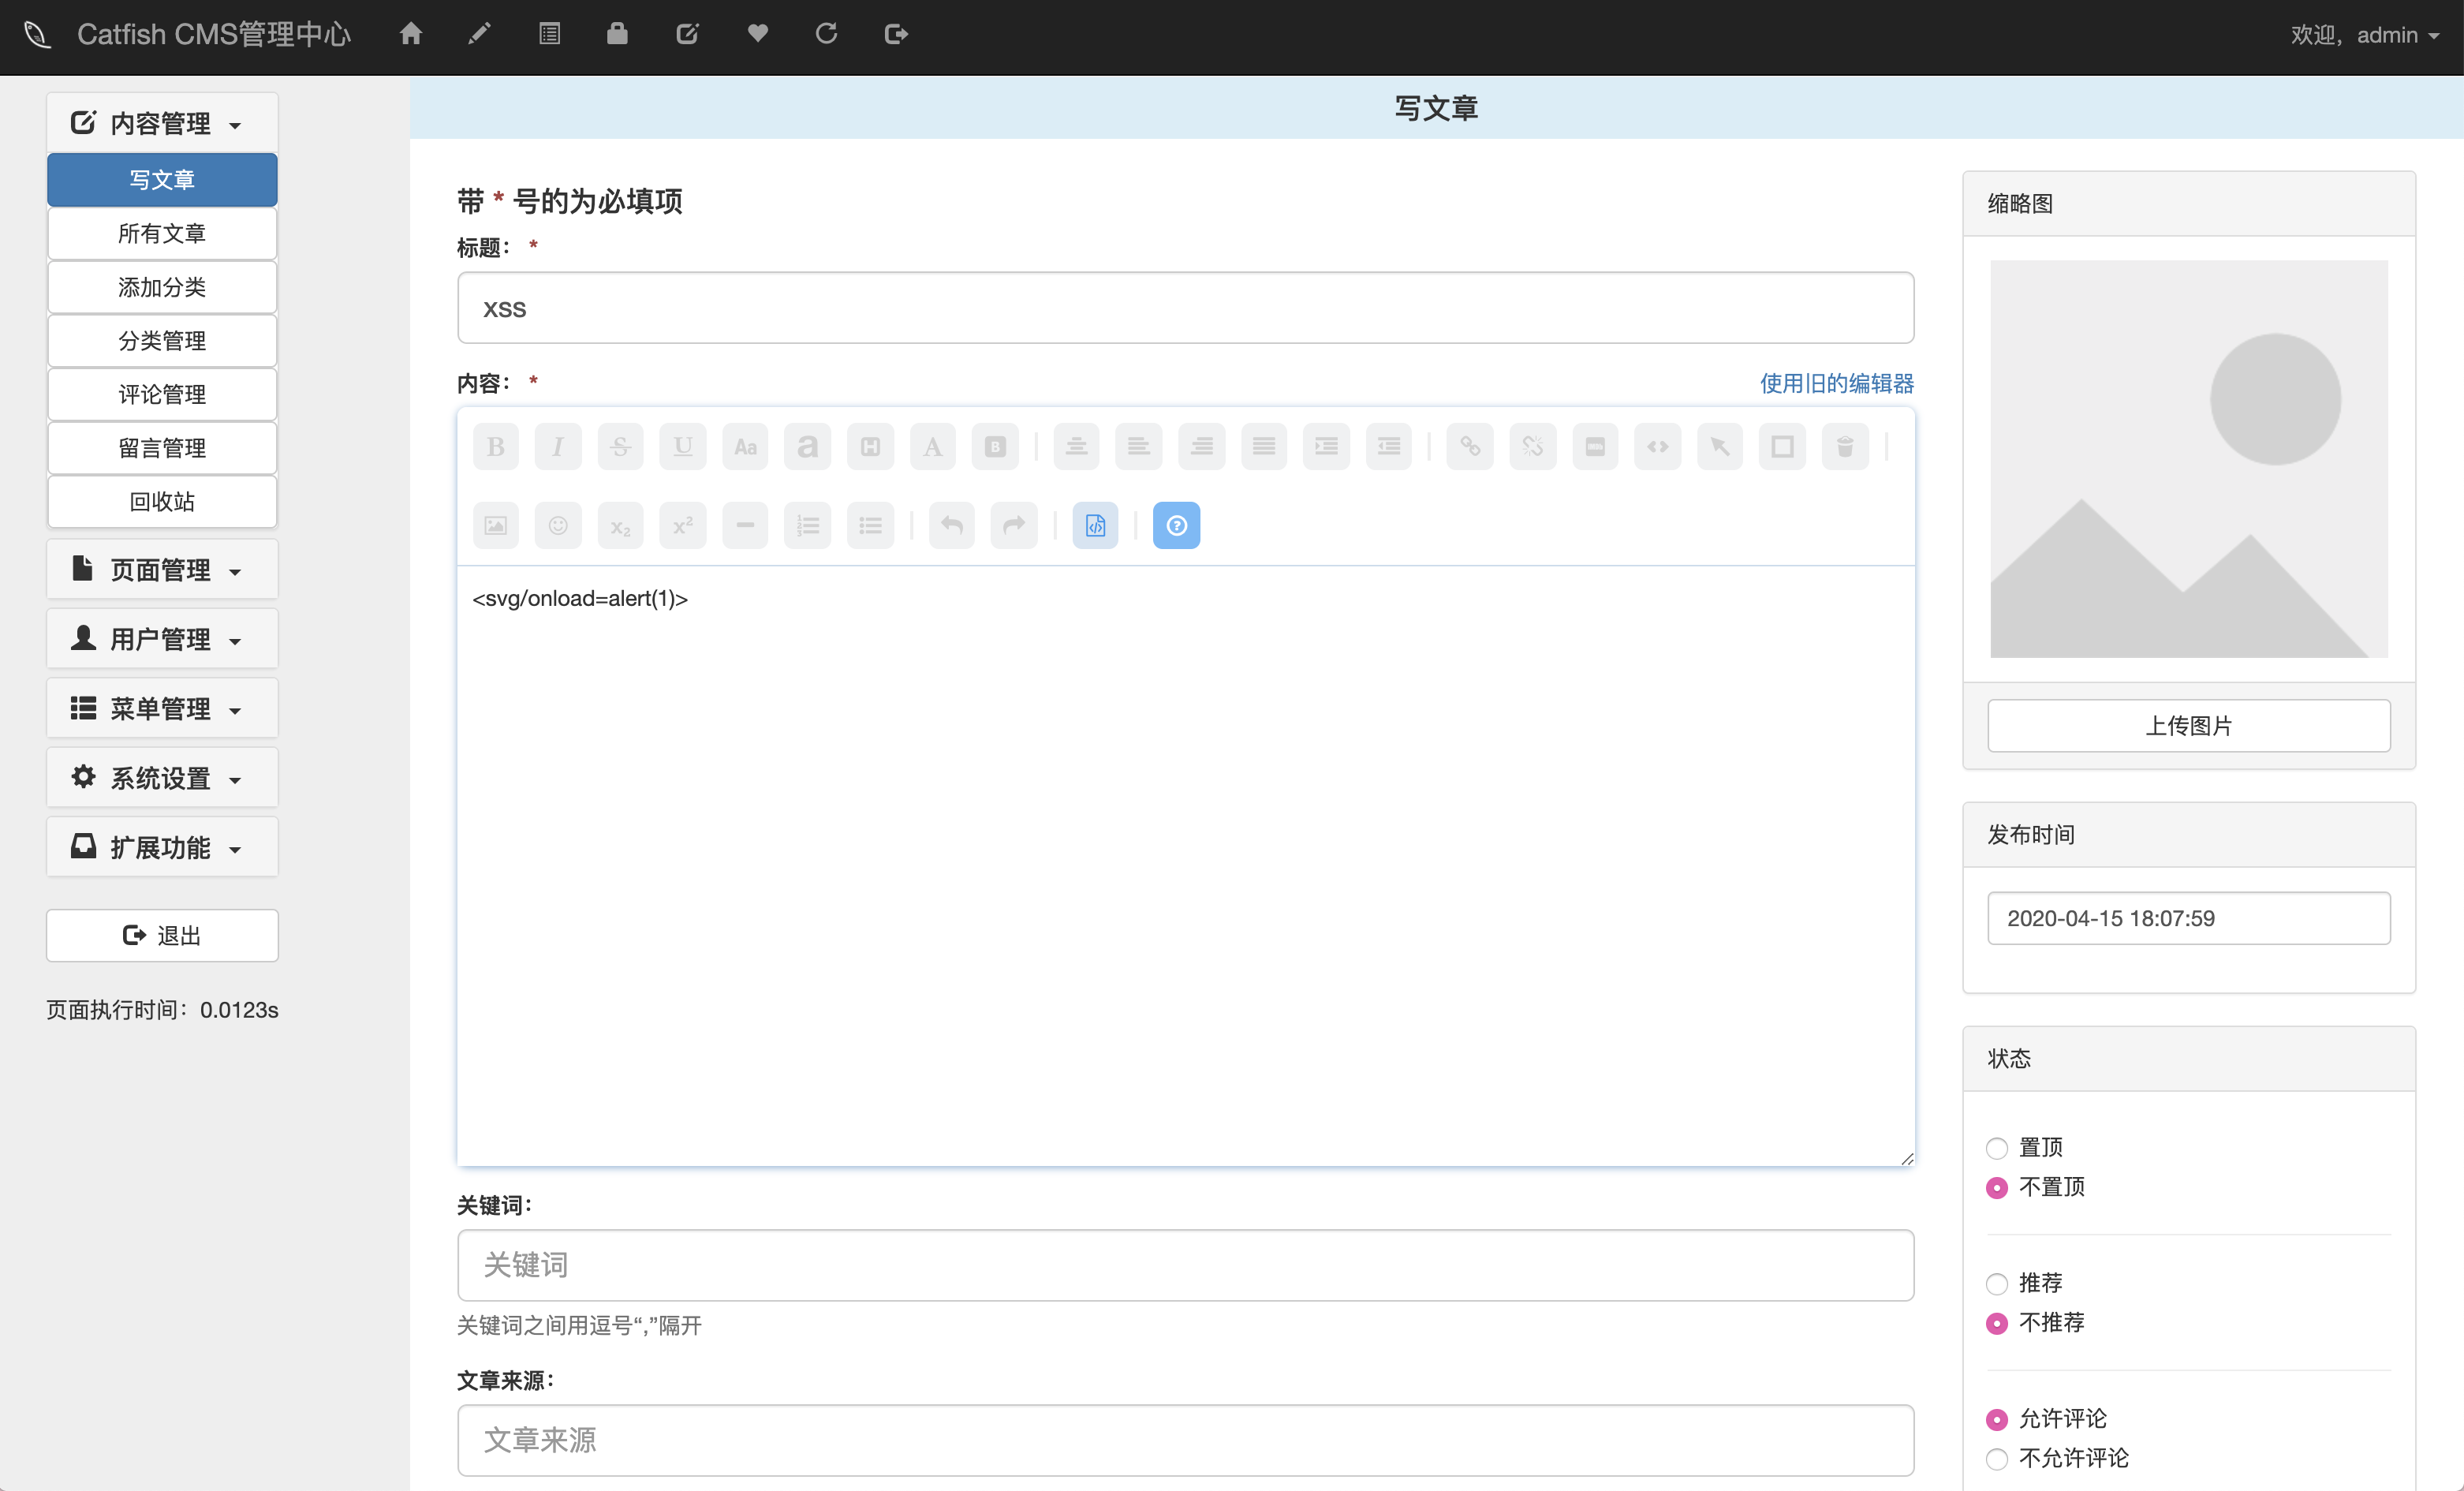 Catfish CMS管理中心
欢迎，admin
内容管理
写文章
所有文章
添加分类
分类管理
评论管理
留言管理
回收站
页面管理
用户管理
菜单管理
系统设置
扩展功能
退出
页面执行时间：0.0123s
写文章
带 * 号的为必填项
标题： *
xss
内容： *
使用旧的编辑器
<svg/onload=alert(1)>
关键词：
关键词
关键词之间用逗号“,”隔开
文章来源：
文章来源
缩略图
上传图片
发布时间
2020-04-15 18:07:59
状态
置顶
不置顶
推荐
不推荐
允许评论
不允许评论